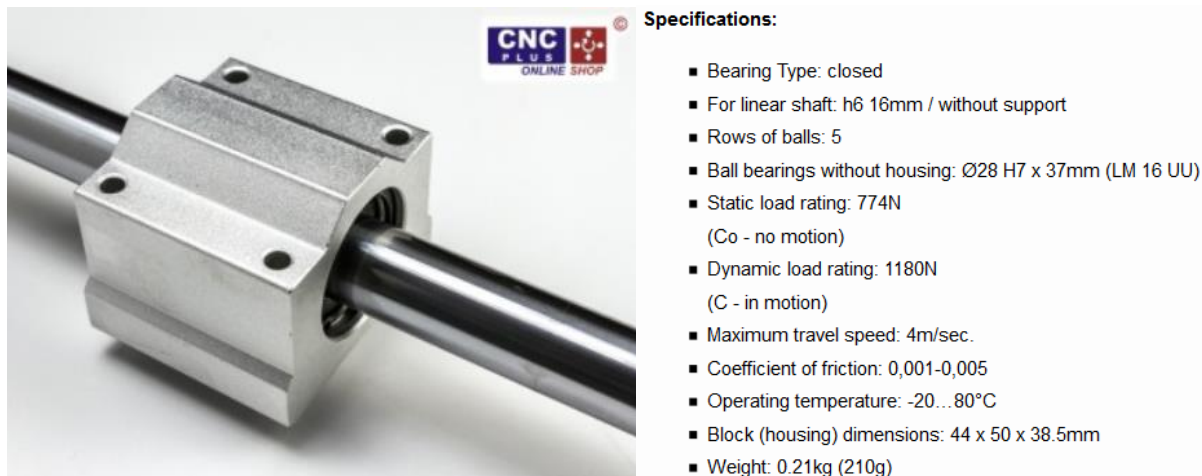 CNC
PLUS
ONLINE SHOP
©
Specifications:
Bearing Type: closed
For linear shaft: h6 16mm / without support
Rows of balls: 5
Ball bearings without housing: Ø28 H7 x 37mm (LM 16 UU)
Static load rating: 774N
(Co - no motion)
Dynamic load rating: 1180N
(C - in motion)
Maximum travel speed: 4m/sec.
Coefficient of friction: 0,001-0,005
Operating temperature: -20…80°C
Block (housing) dimensions: 44 x 50 x 38.5mm
Weight: 0.21kg (210g)